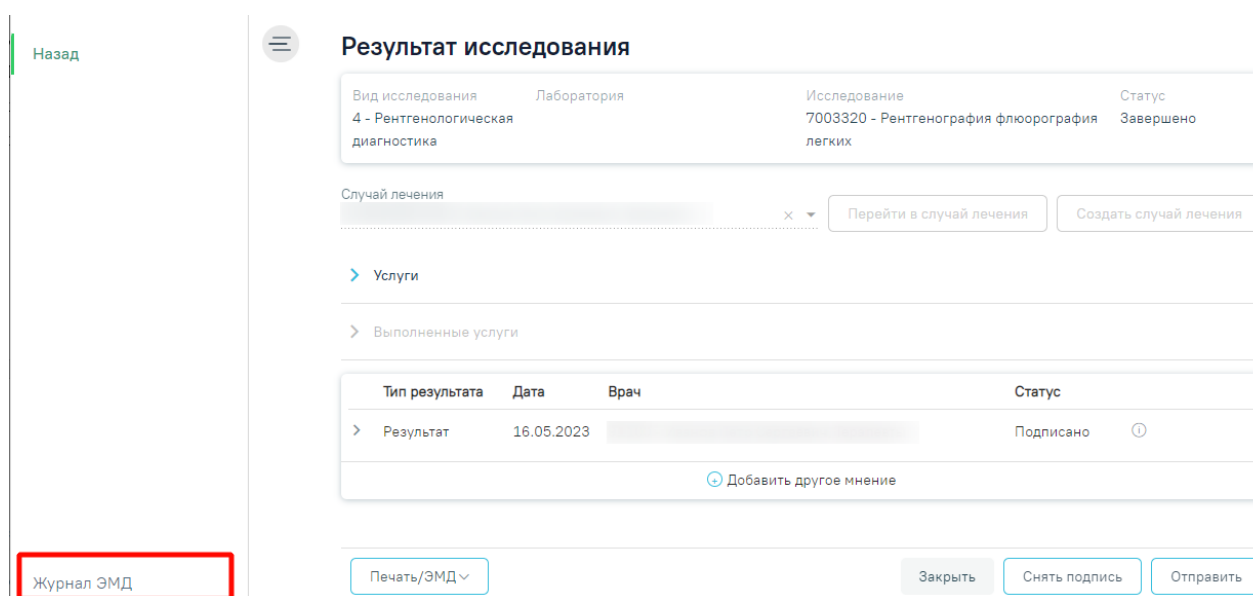 Назад
Результат исследования
Вид исследования Лаборатория Исследование Статус
4 - Рентгенологическая 7003320 - Рентгенография флюорография Завершено
диагностика легких
Случай лечения
Перейти в случай лечения Создать случай лечения
Услуги
Выполненные услуги
Тип результата Дата Врач Статус
Результат 16.05.2023 Подписано
Добавить другое мнение
Журнал ЭМД Печать/ЭМД Закрыть Снять подпись Отправить